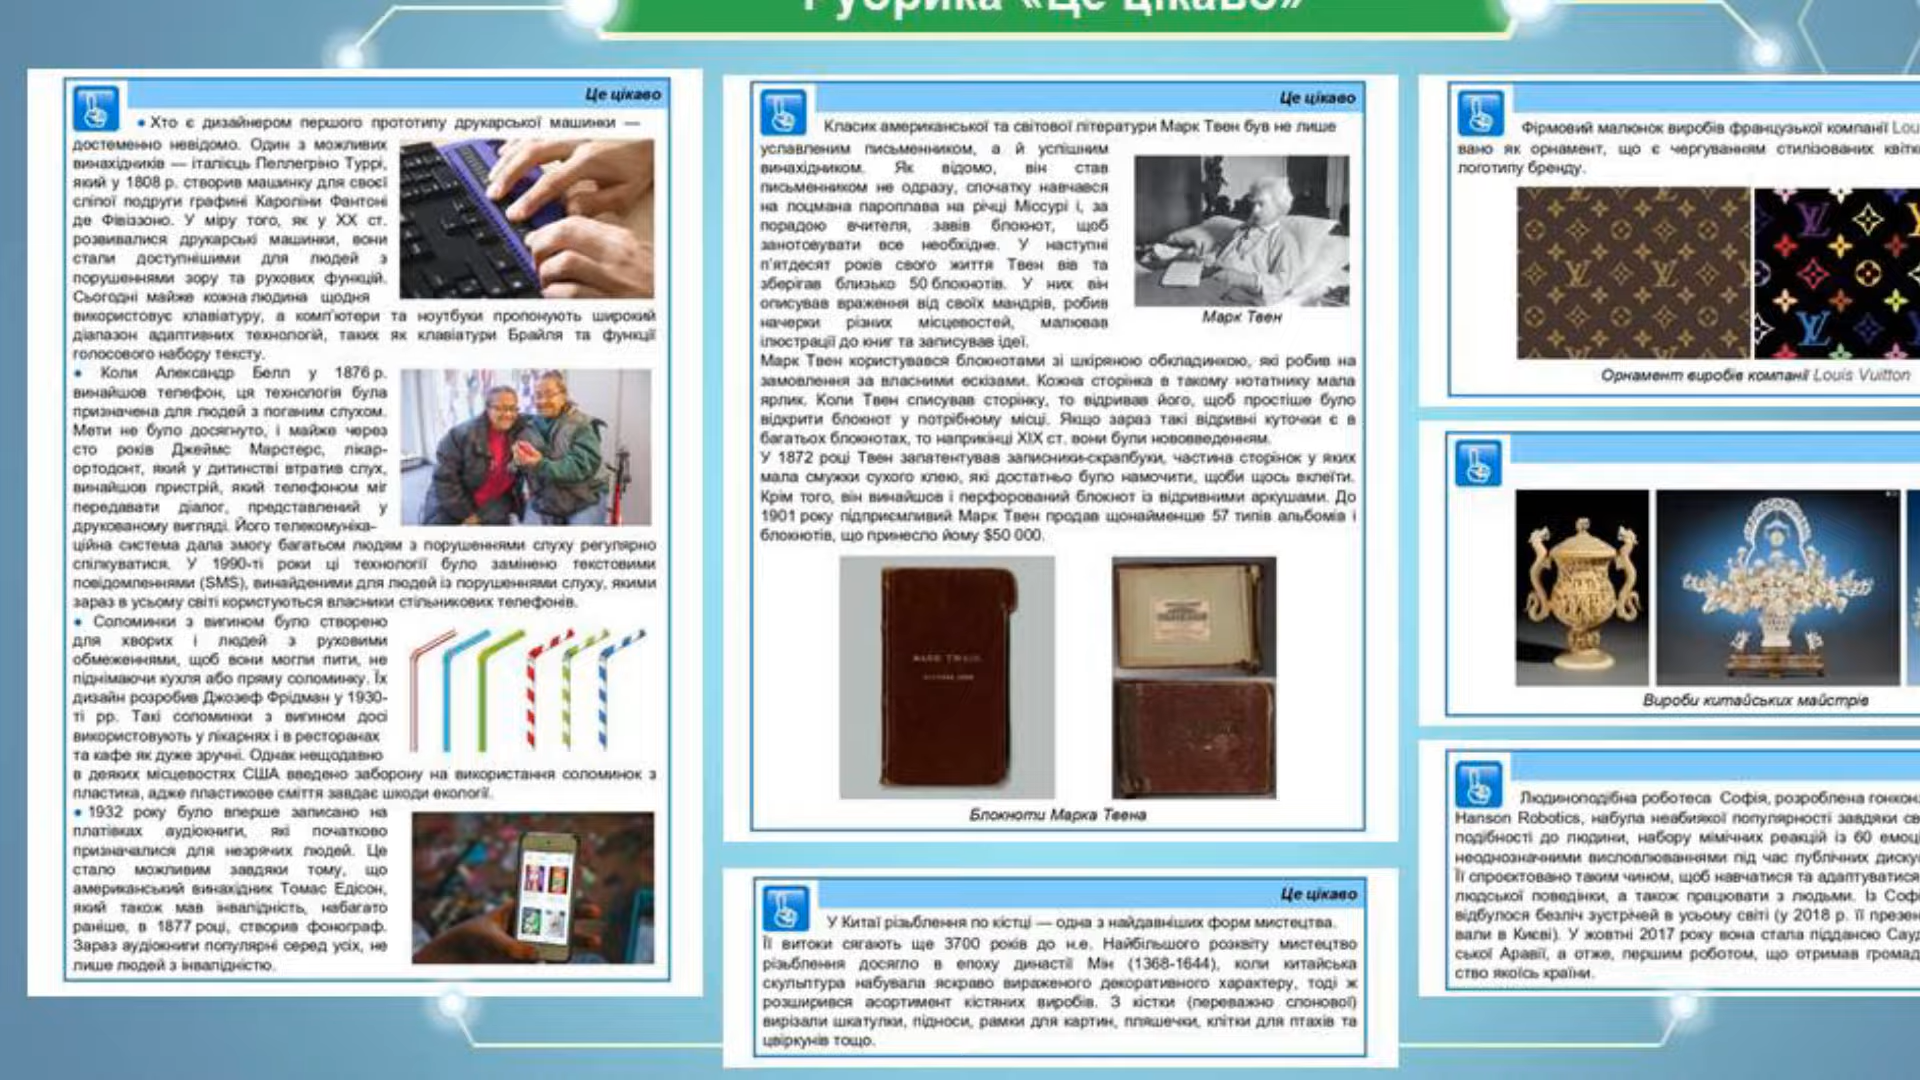 Рубрика «Це цікаво»
Це цікаво
• Хто є дизайнером першого прототипу друкарської машинки —
достеменно невідомо. Один з можливих
винахідників — італієць Пеллегріно Туррі,
який у 1808 р. створив машинку для своєї
сліпої подруги графині Кароліни Фантоні
де Фівіззоно. У міру того, як у ХХ ст.
розвивалися друкарські машинки, вони
стали доступнішими для людей з
порушеннями зору та рухових функцій.
Сьогодні майже кожна людина щодня
використовує клавіатуру, а комп'ютери та ноутбуки пропонують широкий
діапазон адаптивних технологій, таких як клавіатури Брайля та функції
голосового набору тексту.
• Коли Александр Белл у 1876 р.
винайшов телефон, ця технологія була
призначена для людей з поганим слухом.
Мети не було досягнуто, і майже через
сто років Джеймс Марстерс, лікар-
ортодонт, який у дитинстві втратив слух,
винайшов пристрій, який телефоном міг
передавати діалог, представлений у
друкованому вигляді. Його телекомуніка-
ційна система дала змогу багатьом людям з порушеннями слуху регулярно
спілкуватися. У 1990-ті роки ці технології було замінено текстовими
повідомленнями (SMS), винайденими для людей із порушеннями слуху, якими
зараз в усьому світі користуються власники стільникових телефонів.
• Соломинки з вигином було створено
для хворих і людей з руховими
обмеженнями, щоб вони могли пити, не
піднімаючи кухля або пряму соломинку. Їх
дизайн розробив Джозеф Фрідман у 1930-
ті рр. Такі соломинки з вигином досі
використовують у лікарнях і в ресторанах
та кафе як дуже зручні. Однак нещодавно
в деяких місцевостях США введено заборону на використання соломинок з
пластика, адже пластикове сміття завдає шкоди екології.
• 1932 року було вперше записано на
платівках аудіокниги, які початково
призначалися для незрячих людей. Це
стало можливим завдяки тому, що
американський винахідник Томас Едісон,
який також мав інвалідність, набагато
раніше, в 1877 році, створив фонограф.
Зараз аудіокниги популярні серед усіх, не
лише людей з інвалідністю.
Це цікаво
Класик американської та світової літератури Марк Твен був не лише
уславленим письменником, а й успішним
винахідником. Як відомо, він став
письменником не одразу, спочатку навчався
на лоцмана пароплава на річці Міссурі і, за
порадою вчителя, завів блокнот, щоб
занотовувати все необхідне. У наступні
п'ятдесят років свого життя Твен вів та
зберігав близько 50 блокнотів. У них він
описував враження від своїх мандрів, робив
начерки різних місцевостей, малював
ілюстрації до книг та записував ідеї.
Марк Твен
Марк Твен користувався блокнотами зі шкіряною обкладинкою, які робив на
замовлення за власними ескізами. Кожна сторінка в такому нотатнику мала
ярлик. Коли Твен списував сторінку, то відривав його, щоб простіше було
відкрити блокнот у потрібному місці. Якщо зараз такі відривні куточки є в
багатьох блокнотах, то наприкінці ХІХ ст. вони були нововведенням.
У 1872 році Твен запатентував записники-скрапбуки, частина сторінок у яких
мала смужки сухого клею, які достатньо було намочити, щоби щось вклеїти.
Крім того, він винайшов і перфорований блокнот із відривними аркушами. До
1901 року підприємливий Марк Твен продав щонайменше 57 типів альбомів і
блокнотів, що принесло йому $50 000.
MARK TWAIN
Блокноти Марка Твена
Це цікаво
У Китаї різьблення по кістці — одна з найдавніших форм мистецтва.
Її витоки сягають ще 3700 років до н.е. Найбільшого розквіту мистецтво
різьблення досягло в епоху династії Мін (1368-1644), коли китайська
скульптура набувала яскраво вираженого декоративного характеру, тоді ж
розширився асортимент кістяних виробів. З кістки (переважно слонової)
вирізали шкатулки, підноси, рамки для картин, пляшечки, клітки для птахів та
цвіркунів тощо.
Фірмовий малюнок виробів французької компанії Lou
вано як орнамент, що є чергуванням стилізованих квітк
логотипу бренду.
Орнамент виробів компанії Louis Vuitton
Вироби китайських майстрів
Людиноподібна роботеса Софія, розроблена гонкон
Hanson Robotics, набула неабиякої популярності завдяки св
подібності до людини, набору мімічних реакцій із 60 емоці
неоднозначними висловлюваннями під час публічних диску
Її спроєктовано таким чином, щоб навчатися та адаптуватися
людської поведінки, а також працювати з людьми. Із Софі
відбулося безліч зустрічей в усьому світі (у 2018 р. її презен
вали в Києві). У жовтні 2017 року вона стала підданою Сауд
ської Аравії, а отже, першим роботом, що отримав громад
ство якоїсь країни.